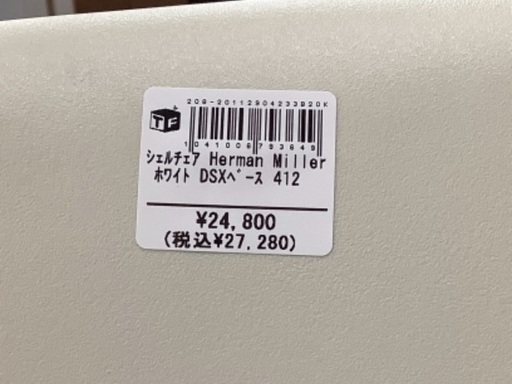 TF
208-20112904233B20K
1041006793649
シェルチェア Herman Miller
ホワイト DSXベース 412
¥24,800
(税込¥27,280)